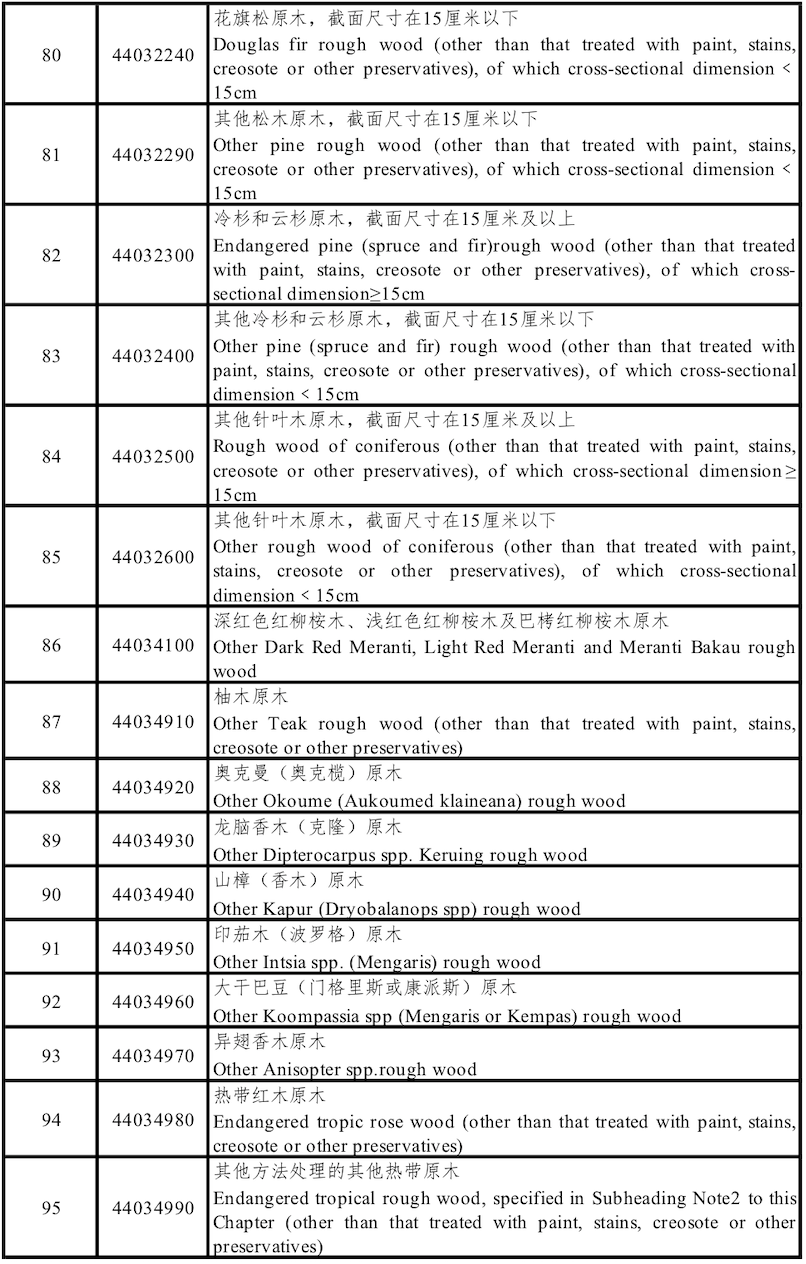 80
44032240
花旗松原木，截面尺寸在15厘米以下
Douglas fir rough wood (other than that treated with paint, stains,
creosote or other preservatives), of which cross-sectional dimension﹤
15cm
81
44032290
其他松木原木，截面尺寸在15厘米以下
Other pine rough wood (other than that treated with paint, stains,
creosote or other preservatives), of which cross-sectional dimension﹤
15cm
82
44032300
冷杉和云杉原木，截面尺寸在15厘米及以上
Endangered pine (spruce and fir)rough wood (other than that treated
with paint, stains, creosote or other preservatives), of which cross-
sectional dimension≥15cm
83
44032400
其他冷杉和云杉原木，截面尺寸在15厘米以下
Other pine (spruce and fir) rough wood (other than that treated with
paint, stains, creosote or other preservatives), of which cross-sectional
dimension﹤15cm
84
44032500
其他针叶木原木，截面尺寸在15厘米及以上
Rough wood of coniferous (other than that treated with paint, stains,
creosote or other preservatives), of which cross-sectional dimension≥
15cm
85
44032600
其他针叶木原木，截面尺寸在15厘米以下
Other rough wood of coniferous (other than that treated with paint,
stains, creosote or other preservatives), of which cross-sectional
dimension﹤15cm
86
44034100
深红色红柳桉木、浅红色红柳桉木及巴栲红柳桉木原木
Other Dark Red Meranti, Light Red Meranti and Meranti Bakau rough
wood
87
44034910
柚木原木
Other Teak rough wood (other than that treated with paint, stains,
creosote or other preservatives)
88
44034920
奥克曼（奥克榄）原木
Other Okoume (Aukoumed klaineana) rough wood
89
44034930
龙脑香木（克隆）原木
Other Dipterocarpus spp. Keruing rough wood
90
44034940
山樟（香木）原木
Other Kapur (Dryobalanops spp) rough wood
91
44034950
印茄木（波罗格）原木
Other Intsia spp. (Mengaris) rough wood
92
44034960
大干巴豆（门格里斯或康派斯）原木
Other Koompassia spp (Mengaris or Kempas) rough wood
93
44034970
异翅香木原木
Other Anisopter spp.rough wood
94
44034980
热带红木原木
Endangered tropic rose wood (other than that treated with paint, stains,
creosote or other preservatives)
95
44034990
其他方法处理的其他热带原木
Endangered tropical rough wood, specified in Subheading Note2 to this
Chapter (other than that treated with paint, stains, creosote or other
preservatives)